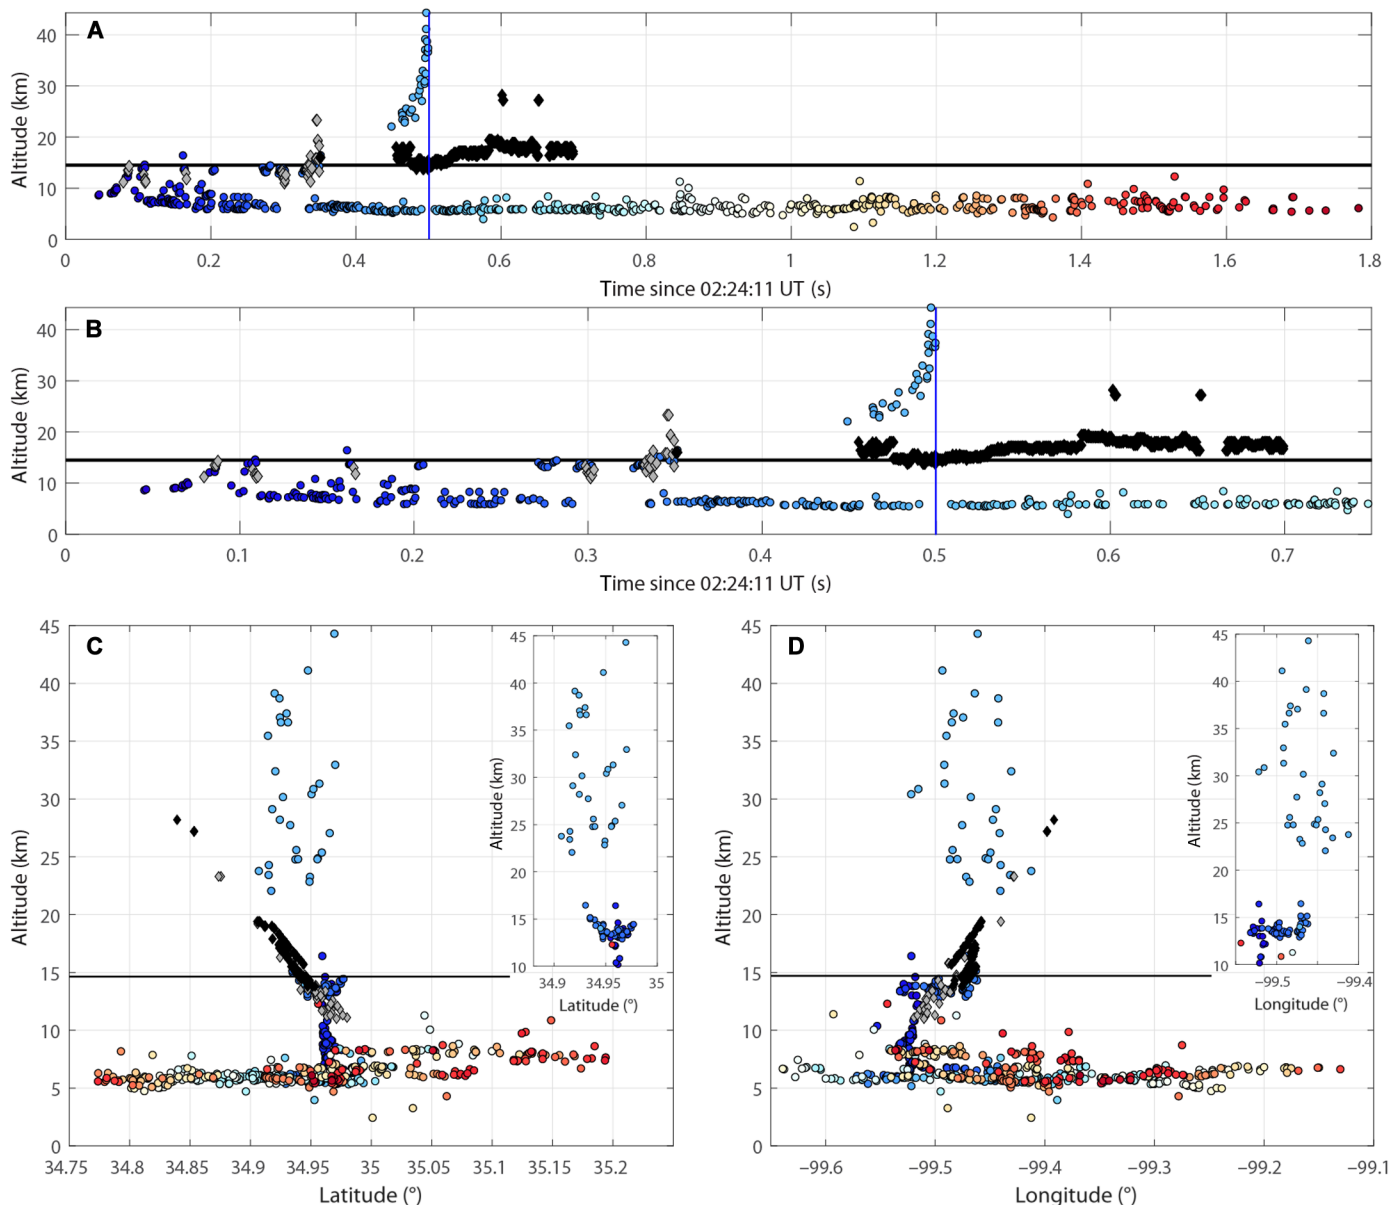 A
Altitude (km)
40
30
20
10
0
0 0.2 0.4 0.6 0.8 1 1.2 1.4 1.6 1.8
Time since 02:24:11 UT (s)
B
Altitude (km)
40
30
20
10
0
0 0.1 0.2 0.3 0.4 0.5 0.6 0.7
Time since 02:24:11 UT (s)
C
Altitude (km)
45
40
35
30
25
20
15
10
5
0
34.75 34.8 34.85 34.9 34.95 35 35.05 35.1 35.15 35.2
Latitude (°)
Altitude (km)
45
40
35
30
25
20
15
10
34.9 34.95 35
Latitude (°)
D
Altitude (km)
45
40
35
30
25
20
15
10
5
0
−99.6 −99.5 −99.4 −99.3 −99.2 −99.1
Longitude (°)
Altitude (km)
45
40
35
30
25
20
15
10
−99.5 −99.4
Longitude (°)